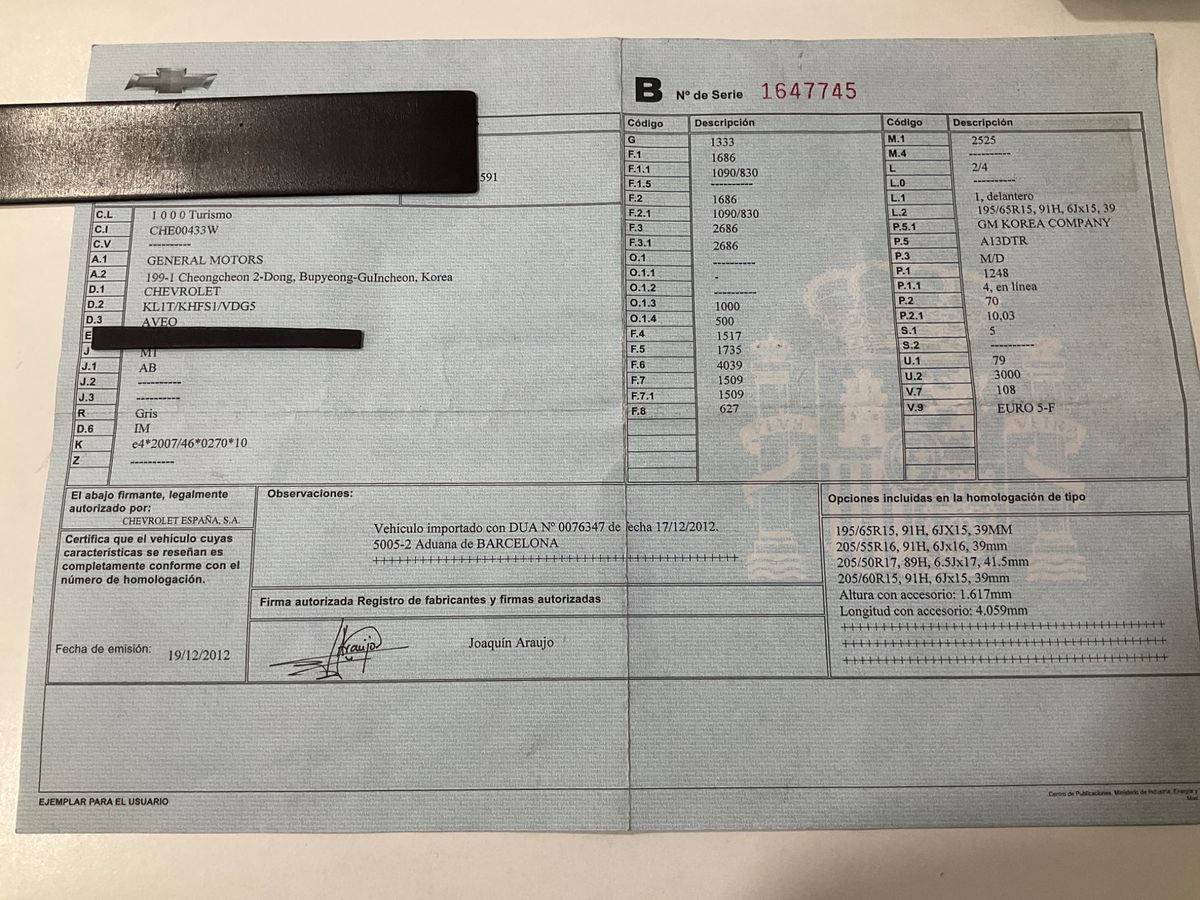 B Nº de Serie 1647745
591
C.L 1 0 0 0 Turismo
C.I CHE00433W
C.V ----------
A.1 GENERAL MOTORS
A.2 199-1 Cheongcheon 2-Dong, Bupyeong-GuIncheon, Korea
D.1 CHEVROLET
D.2 KL1T/KHFS1/VDG5
D.3 AVEO
E
J M1
J.1 AB
J.2 ----------
J.3 ----------
R Gris
D.6 IM
K e4*2007/46*0270*10
Z ----------
Código Descripción
G 1333
F.1 1686
F.1.1 1090/830
F.1.5 ----------
F.2 1686
F.2.1 1090/830
F.3 2686
F.3.1 2686
O.1 ----------
O.1.1 -
O.1.2 ----------
O.1.3 1000
O.1.4 500
F.4 1517
F.5 1735
F.6 4039
F.7 1509
F.7.1 1509
F.8 627
Código Descripción
M.1 2525
M.4 ----------
L 2/4
L.0 ----------
L.1 1, delantero
L.2 195/65R15, 91H, 6Jx15, 39
P.5.1 GM KOREA COMPANY
P.5 A13DTR
P.3 M/D
P.1 1248
P.1.1 4, en línea
P.2 70
P.2.1 10,03
S.1 5
S.2 ----------
U.1 79
U.2 3000
V.7 108
V.9 EURO 5-F
El abajo firmante, legalmente
autorizado por:
CHEVROLET ESPAÑA, S.A.
Certifica que el vehículo cuyas
características se reseñan es
completamente conforme con el
número de homologación.
Fecha de emisión: 19/12/2012
Observaciones:
Vehículo importado con DUA Nº 0076347 de fecha 17/12/2012.
5005-2 Aduana de BARCELONA
Firma autorizada Registro de fabricantes y firmas autorizadas
Araujo
Joaquín Araujo
Opciones incluidas en la homologación de tipo
195/65R15, 91H, 6JX15, 39MM
205/55R16, 91H, 6Jx16, 39mm
205/50R17, 89H, 6.5Jx17, 41.5mm
205/60R15, 91H, 6Jx15, 39mm
Altura con accesorio: 1.617mm
Longitud con accesorio: 4.059mm
EJEMPLAR PARA EL USUARIO
Centro de Publicaciones. Ministerio de Industria, Energía y